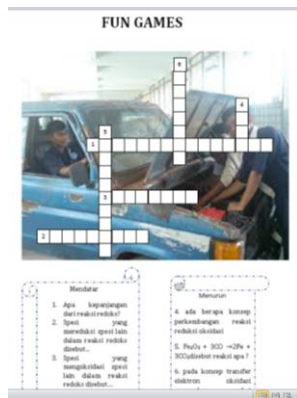 FUN GAMES
6
4
5
1
3
2
Mendatar
1. Apa kepanjangan
dari reaksi redoks?
2. Spesi yang
mereduksi spesi lain
dalam reaksi redoks
disebut...
3. Spesi yang
mengoksidasi spesi
lain dalam reaksi
redoks disebut...
Menurun
4. ada berapa konsep
perkembangan reaksi
reduksi oksidasi
5. Fe₂O₃ + 3CO →2Fe +
3CO₂disebut reaksi apa ?
6. pada konsep transfer
elektron oksidasi